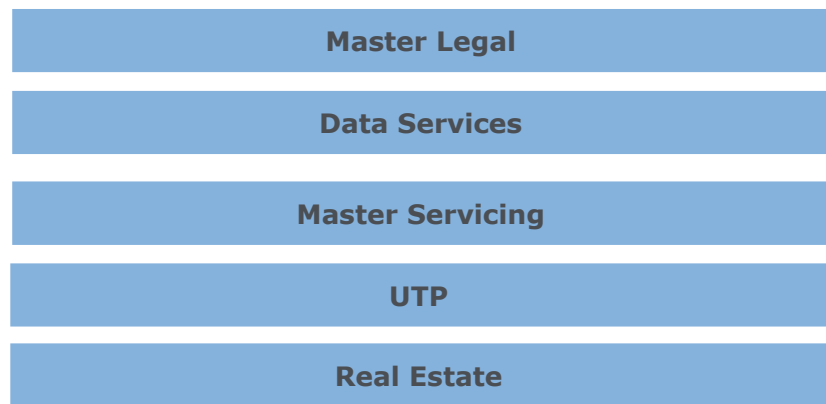 Master Legal
Data Services
Master Servicing
UTP
Real Estate